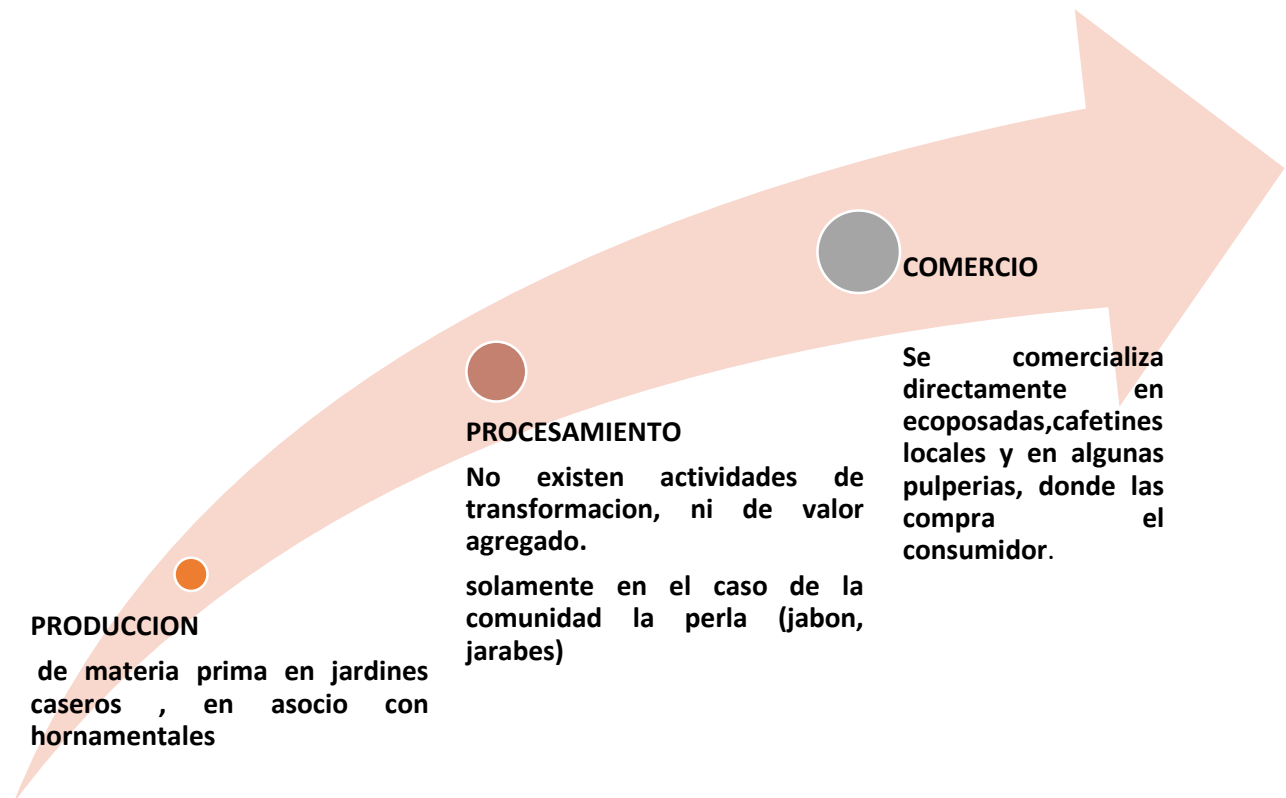 PRODUCCION
de materia prima en jardines
caseros , en asocio con
hornamentales
PROCESAMIENTO
No existen actividades de
transformacion, ni de valor
agregado.
solamente en el caso de la
comunidad la perla (jabon,
jarabes)
COMERCIO
Se comercializa
directamente en
ecoposadas,cafetines
locales y en algunas
pulperias, donde las
compra el
consumidor.